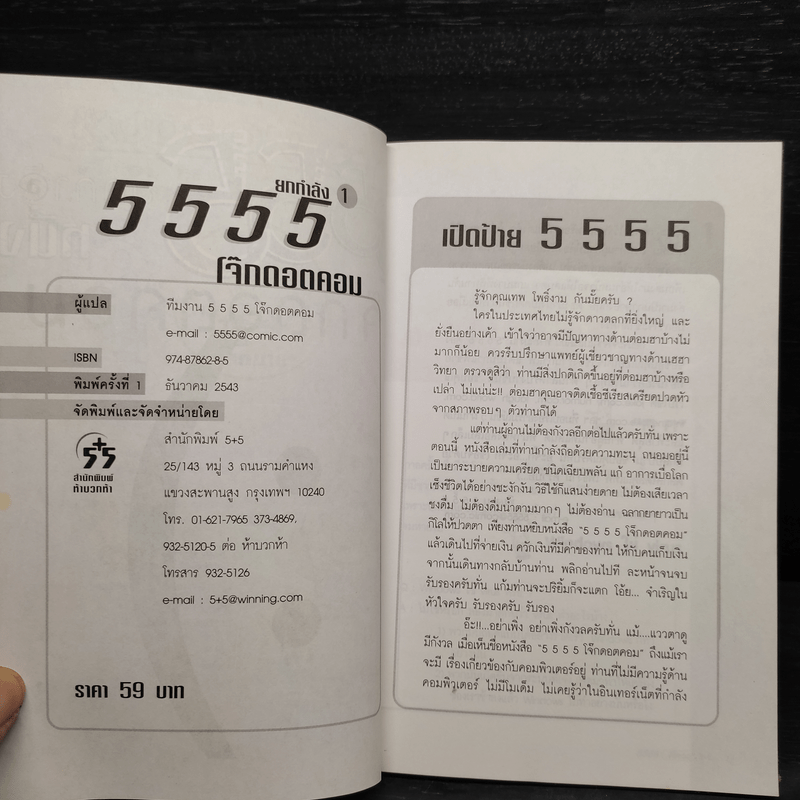 ยกกำลัง 1
5 5 5 5
โจ๊กดอตคอม
ผู้แปล ทีมงาน 5 5 5 5 โจ๊กดอตคอม
e-mail : 5555@comic.com
ISBN 974-87862-8-5
พิมพ์ครั้งที่ 1 ธันวาคม 2543
จัดพิมพ์และจัดจำหน่ายโดย
สำนักพิมพ์ 5+5
5+5
สำนักพิมพ์
ห้าบวกห้า
25/143 หมู่ 3 ถนนรามคำแหง
แขวงสะพานสูง กรุงเทพฯ 10240
โทร. 01-621-7965 373-4869,
932-5120-5 ต่อ ห้าบวกห้า
โทรสาร 932-5126
e-mail : 5+5@winning.com
ราคา 59 บาท
เปิดป้าย 5 5 5 5
รู้จักคุณเทพ โพธิ์งาม กันมั๊ยครับ ?
ใครในประเทศไทยไม่รู้จักดาวตลกที่ยิ่งใหญ่ และ
ยั่งยืนอย่างเค้า เข้าใจว่าอาจมีปัญหาทางด้านต่อมฮาบ้างไม่
มากก็น้อย ควรรีบปรึกษาแพทย์ผู้เชี่ยวชาญทางด้านเฮฮา
วิทยา ตรวจดูสิว่า ท่านมีสิ่งปกติเกิดขึ้นอยู่ที่ต่อมฮาบ้างหรือ
เปล่า ไม่แน่นะ!! ต่อมฮาคุณอาจติดเชื้อซีเรียสเครียดปวดหัว
จากสภาพรอบๆ ตัวท่านก็ได้
แต่ท่านผู้อ่านไม่ต้องกังวลอีกต่อไปแล้วครับทั่น เพราะ
ตอนนี้ หนังสือเล่มที่ท่านกำลังถือด้วยความทะนุ ถนอมอยู่นี้
เป็นยาระบายความเครียด ชนิดเฉียบพลัน แก้ อาการเบื่อโลก
เซ็งชีวิตได้อย่างชะงักงัน วิธีใช้ก็แสนง่ายดาย ไม่ต้องเสียเวลา
ชงดื่ม ไม่ต้องดื่มน้ำตามมากๆ ไม่ต้องอ่าน ฉลากยายาวเป็น
กิโลให้ปวดตา เพียงท่านหยิบหนังสือ "5 5 5 5 โจ๊กดอตคอม"
แล้วเดินไปที่จ่ายเงิน ควักเงินที่มีค่าของท่าน ให้กับคนเก็บเงิน
จากนั้นเดินทางกลับบ้านท่าน พลิกอ่านไปที ละหน้าจนจบ
รับรองครับทั่น แก้มท่านจะปริยิ้มก็จะแตก โอ้ย... จำเริญใน
หัวใจครับ รับรองครับ รับรอง
อ๊ะ!!...อย่าเพิ่ง อย่าเพิ่งกังวลครับทั่น แม้....แววตาดู
มีกังวล เมื่อเห็นชื่อหนังสือ "5 5 5 5 โจ๊กดอตคอม" ถึงแม้เรา
จะมี เรื่องเกี่ยวข้องกับคอมพิวเตอร์อยู่ ท่านที่ไม่มีความรู้ด้าน
คอมพิวเตอร์ ไม่มีโมเด็ม ไม่เคยรู้ว่าในอินเทอร์เน็ตที่กำลัง